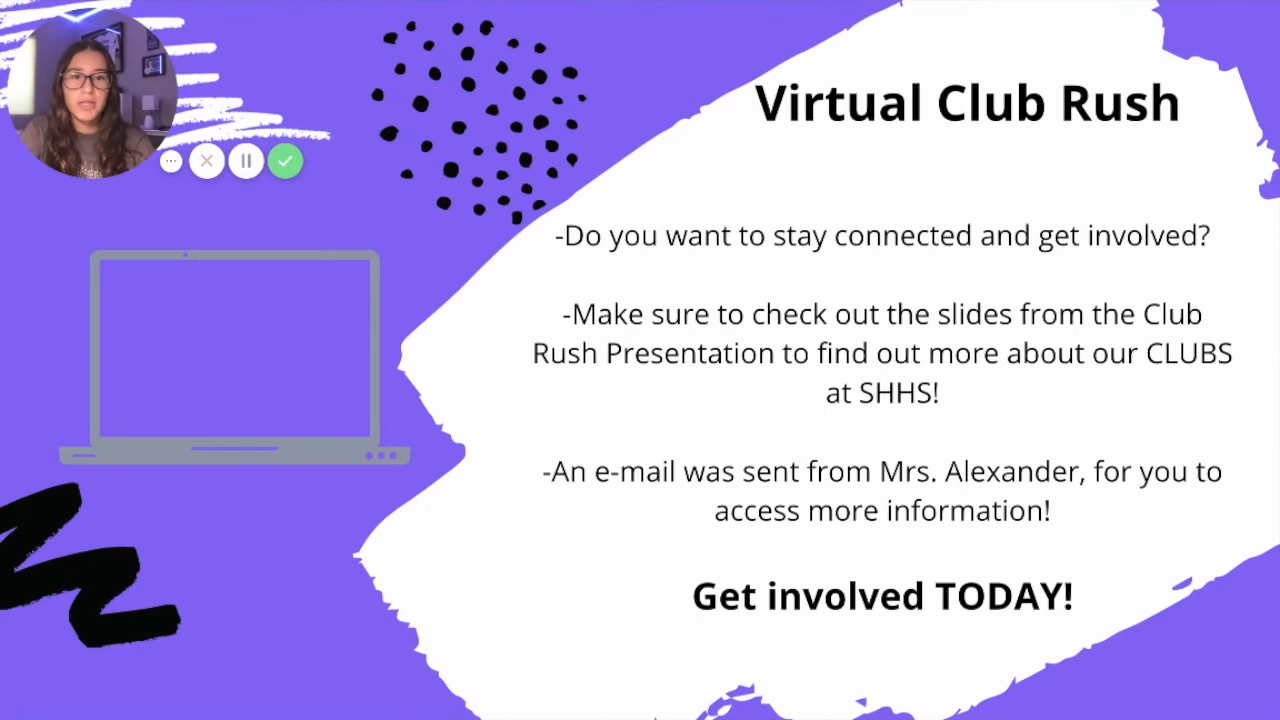 Virtual Club Rush
-Do you want to stay connected and get involved?
-Make sure to check out the slides from the Club
Rush Presentation to find out more about our CLUBS
at SHHS!
-An e-mail was sent from Mrs. Alexander, for you to
access more information!
Get involved TODAY!